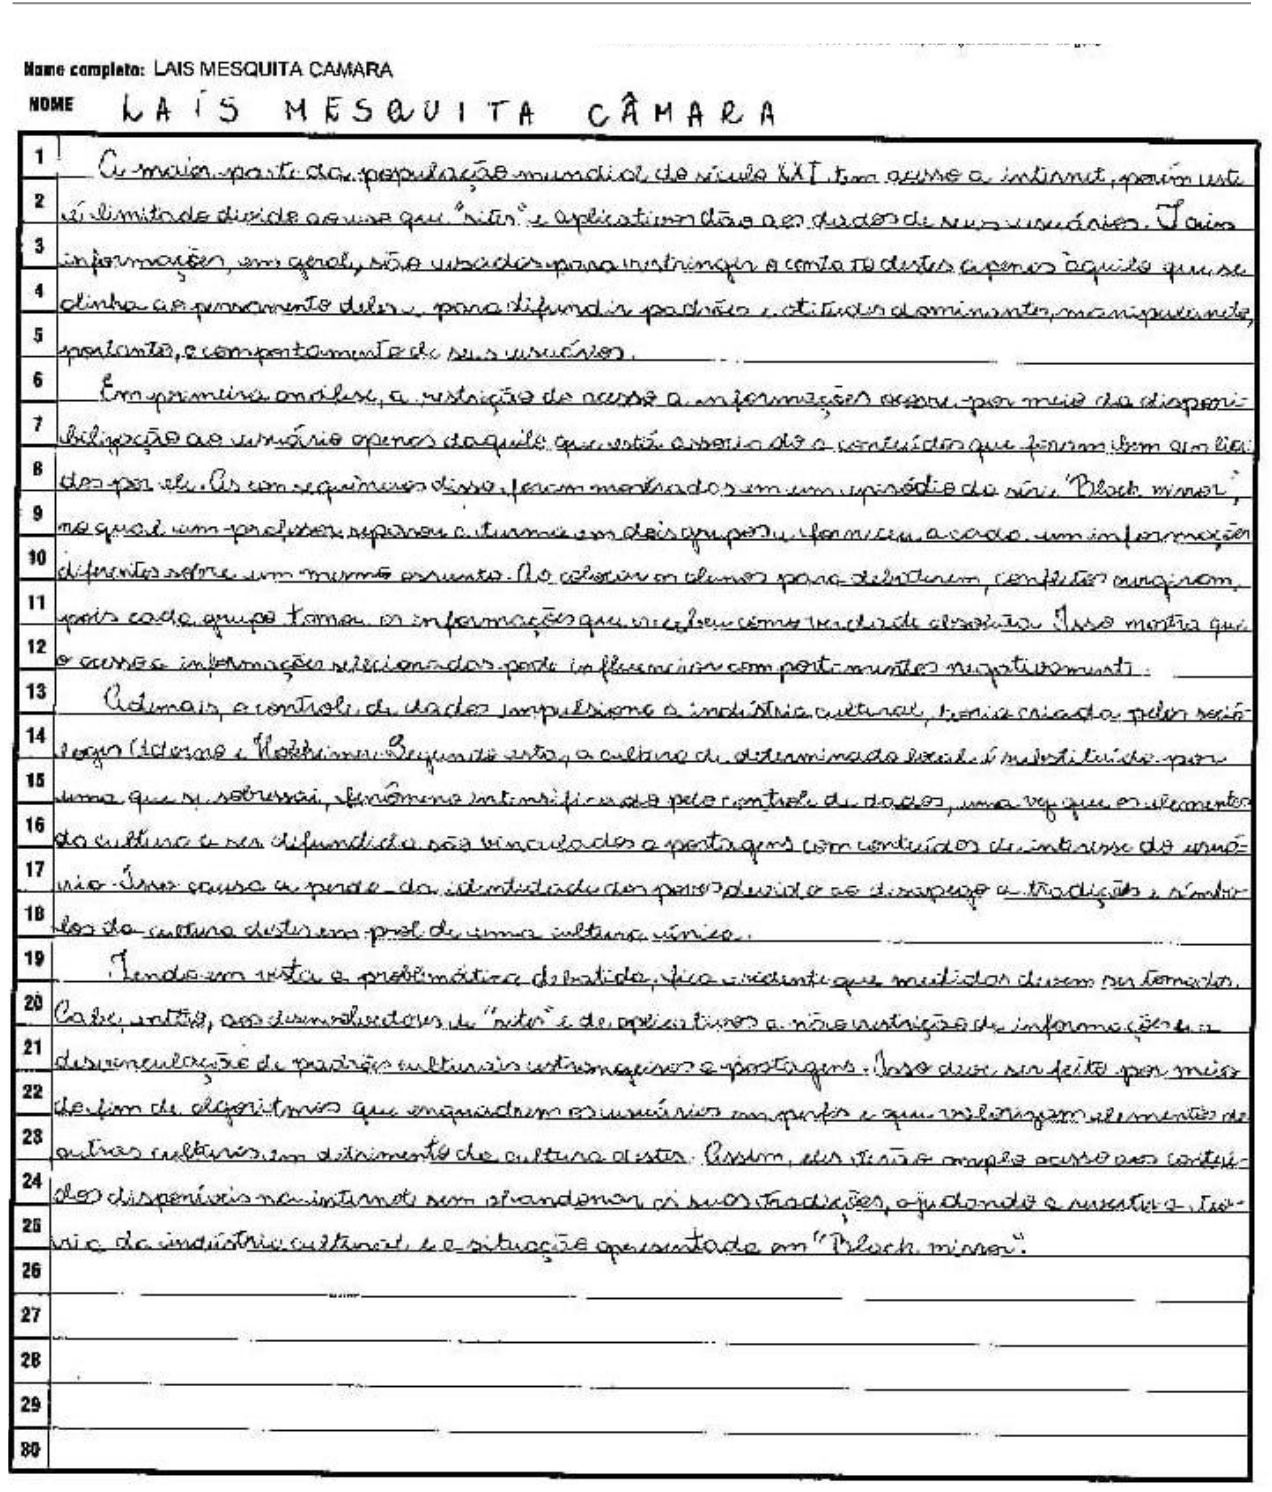 Nome completo: LAIS MESQUITA CAMARA
NOME LAÍS MESQUITA CÂMARA
1 A maior parte da população mundial do século XXI tem acesso a internet, porém este
2 é limitado divido ao uso que "sites" e aplicativos dão aos dados de seus usuários. Tais
3 informações, em geral, são usadas para restringir o contato destes apenas àquilo que se
4 alinha ao pensamento deles e para difundir padrões e atitudes dominantes, manipulando,
5 portanto, o comportamento de seus usuários.
6 Em primeira análise, a restrição do acesso a informações ocorre por meio da disponi-
7 bilização ao usuário apenas daquilo que está associado a conteúdos que foram bem avalia-
8 dos por ele. As consequências disso foram mostradas em um episódio da série "Black mirror",
9 no qual um professor separou a turma em dois grupos e forneceu a cada um informações
10 diferentes sobre um mesmo assunto. Ao colocar os alunos para debaterem, conflitos surgiram,
11 pois cada grupo tomou as informações que recebeu como verdade absoluta. Isso mostra que
12 o acesso a informações selecionadas pode influenciar comportamentos negativamente.
13 Ademais, o controle de dados impulsiona a indústria cultural, teoria criada pelos soció-
14 logos Adorno e Hokheimer. Segundo esta, a cultura de determinado local é substituída por
15 uma que se sobressai, fenômeno intensificado pelo controle de dados, uma vez que os elementos
16 da cultura a ser difundida são vinculados a postagens com conteúdos de interesse do usuá-
17 rio. Isso causa a perda da identidade dos povos devido ao desapego a tradições e símbo-
18 los da cultura destes em prol de uma cultura única.
19 Tendo em vista a problemática debatida, fica evidente que medidas devem ser tomadas.
20 Cabe, então, aos desenvolvedores de "sites" e de aplicativos a não restrição de informações e a
21 desvinculação de padrões culturais estrangeiros a postagens. Isso deve ser feito por meio
22 do fim de algoritmos que enquadrem os usuários em perfis e que valorizam elementos de
23 outras culturas em detrimento da cultura destes. Assim, eles terão amplo acesso aos conteú-
24 dos disponíveis na internet sem abandonar as suas tradições, ajudando a reverter a teo-
25 ria da indústria cultural e a situação apresentada em "Black mirror".
26
27
28
29
30